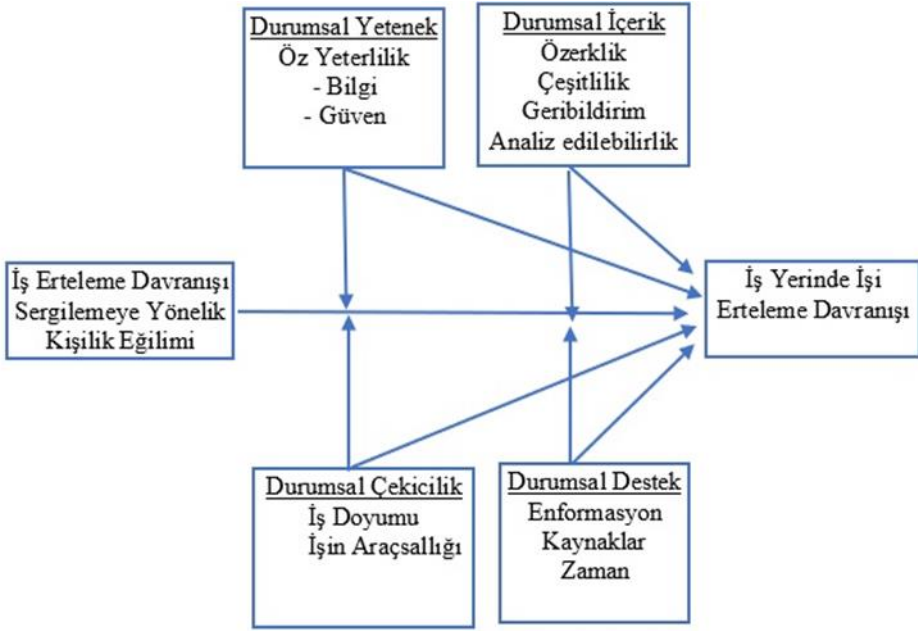 Durumsal Yetenek
Öz Yeterlilik
- Bilgi
- Güven
Durumsal İçerik
Özerklik
Çeşitlilik
Geribildirim
Analiz edilebilirlik
İş Erteleme Davranışı
Sergilemeye Yönelik
Kişilik Eğilimi
İş Yerinde İşi
Erteleme Davranışı
Durumsal Çekicilik
İş Doyumu
İşin Araçsallığı
Durumsal Destek
Enformasyon
Kaynaklar
Zaman